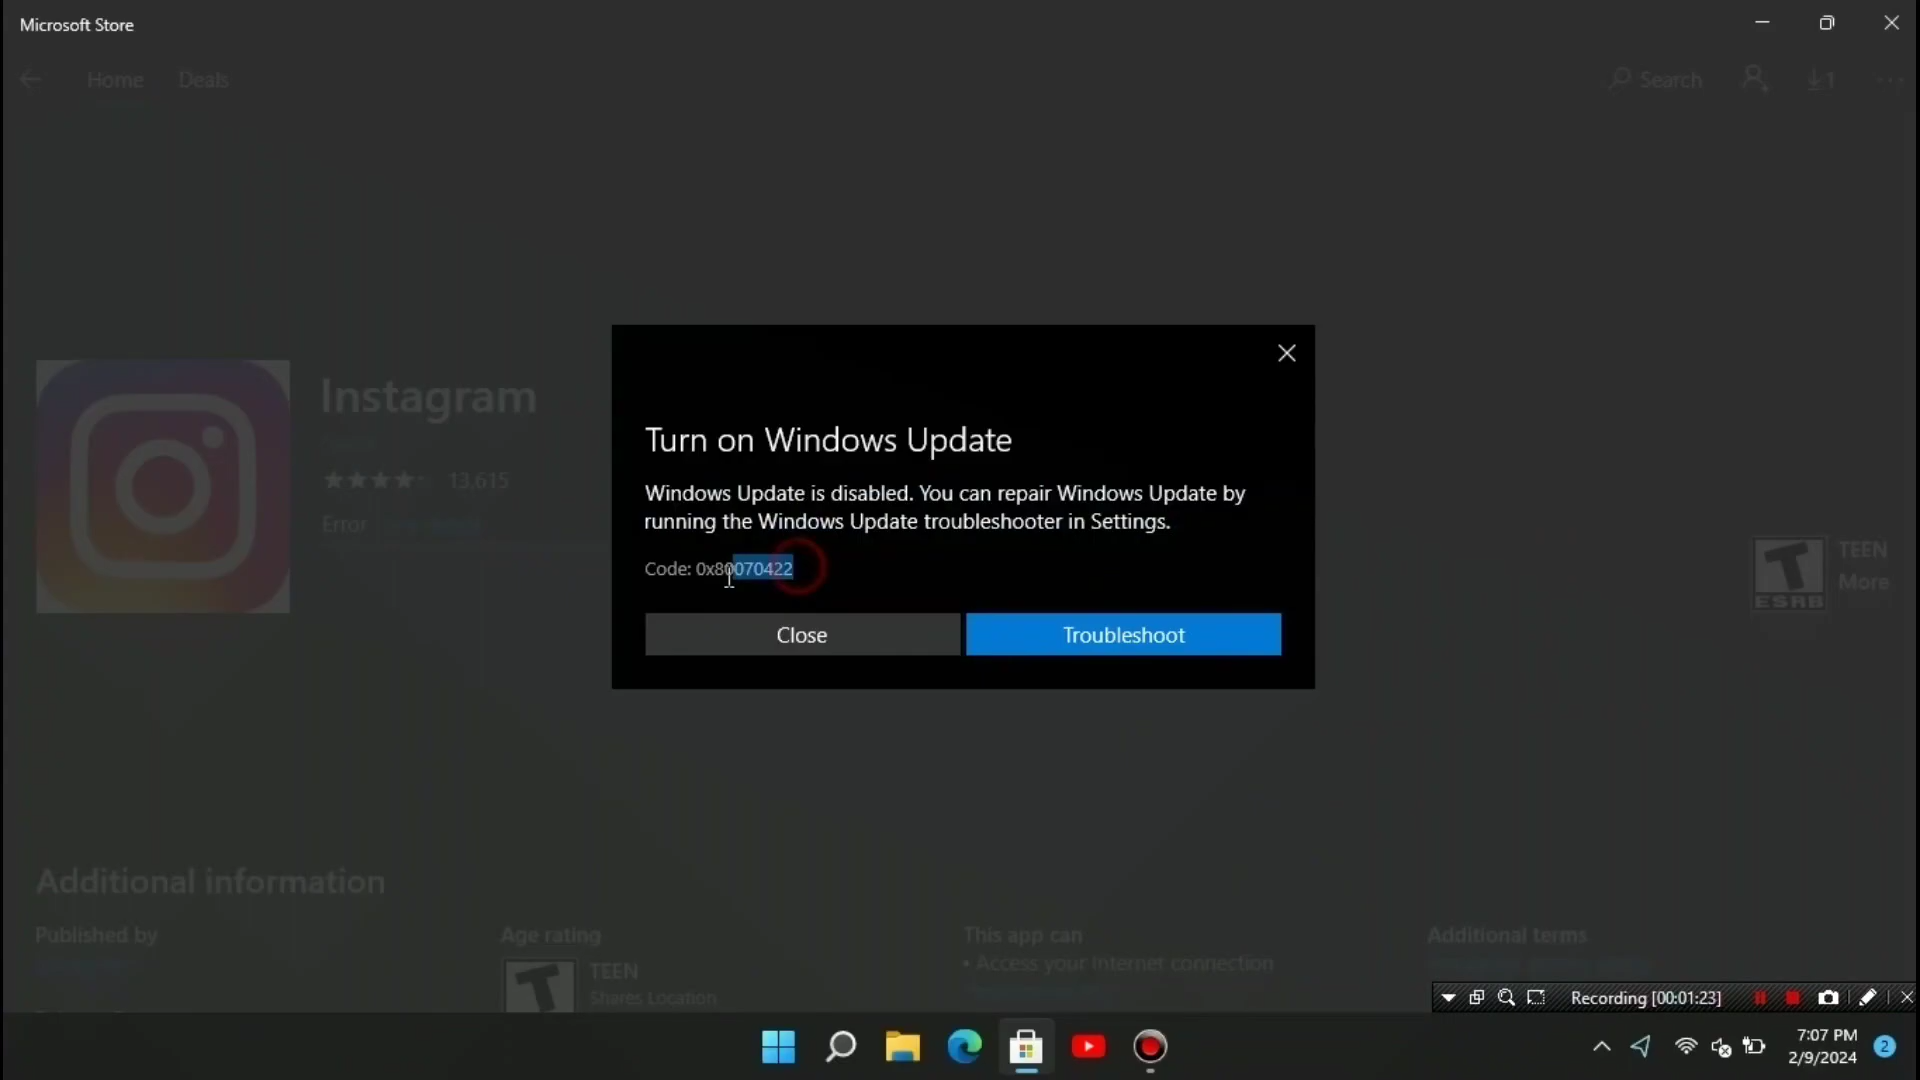 Microsoft Store
Home
Deals
Search
1
Instagram
13,615
Error
Turn on Windows Update
Windows Update is disabled. You can repair Windows Update by
running the Windows Update troubleshooter in Settings.
Code: 0x80070422
Close
Troubleshoot
T
ESRB
TEEN
More
Additional information
Published by
Age rating
T
TEEN
Shares Location
This app can
• Access your Internet connection
Additional terms
Recording [00:01:23]
7:07 PM
2/9/2024
2